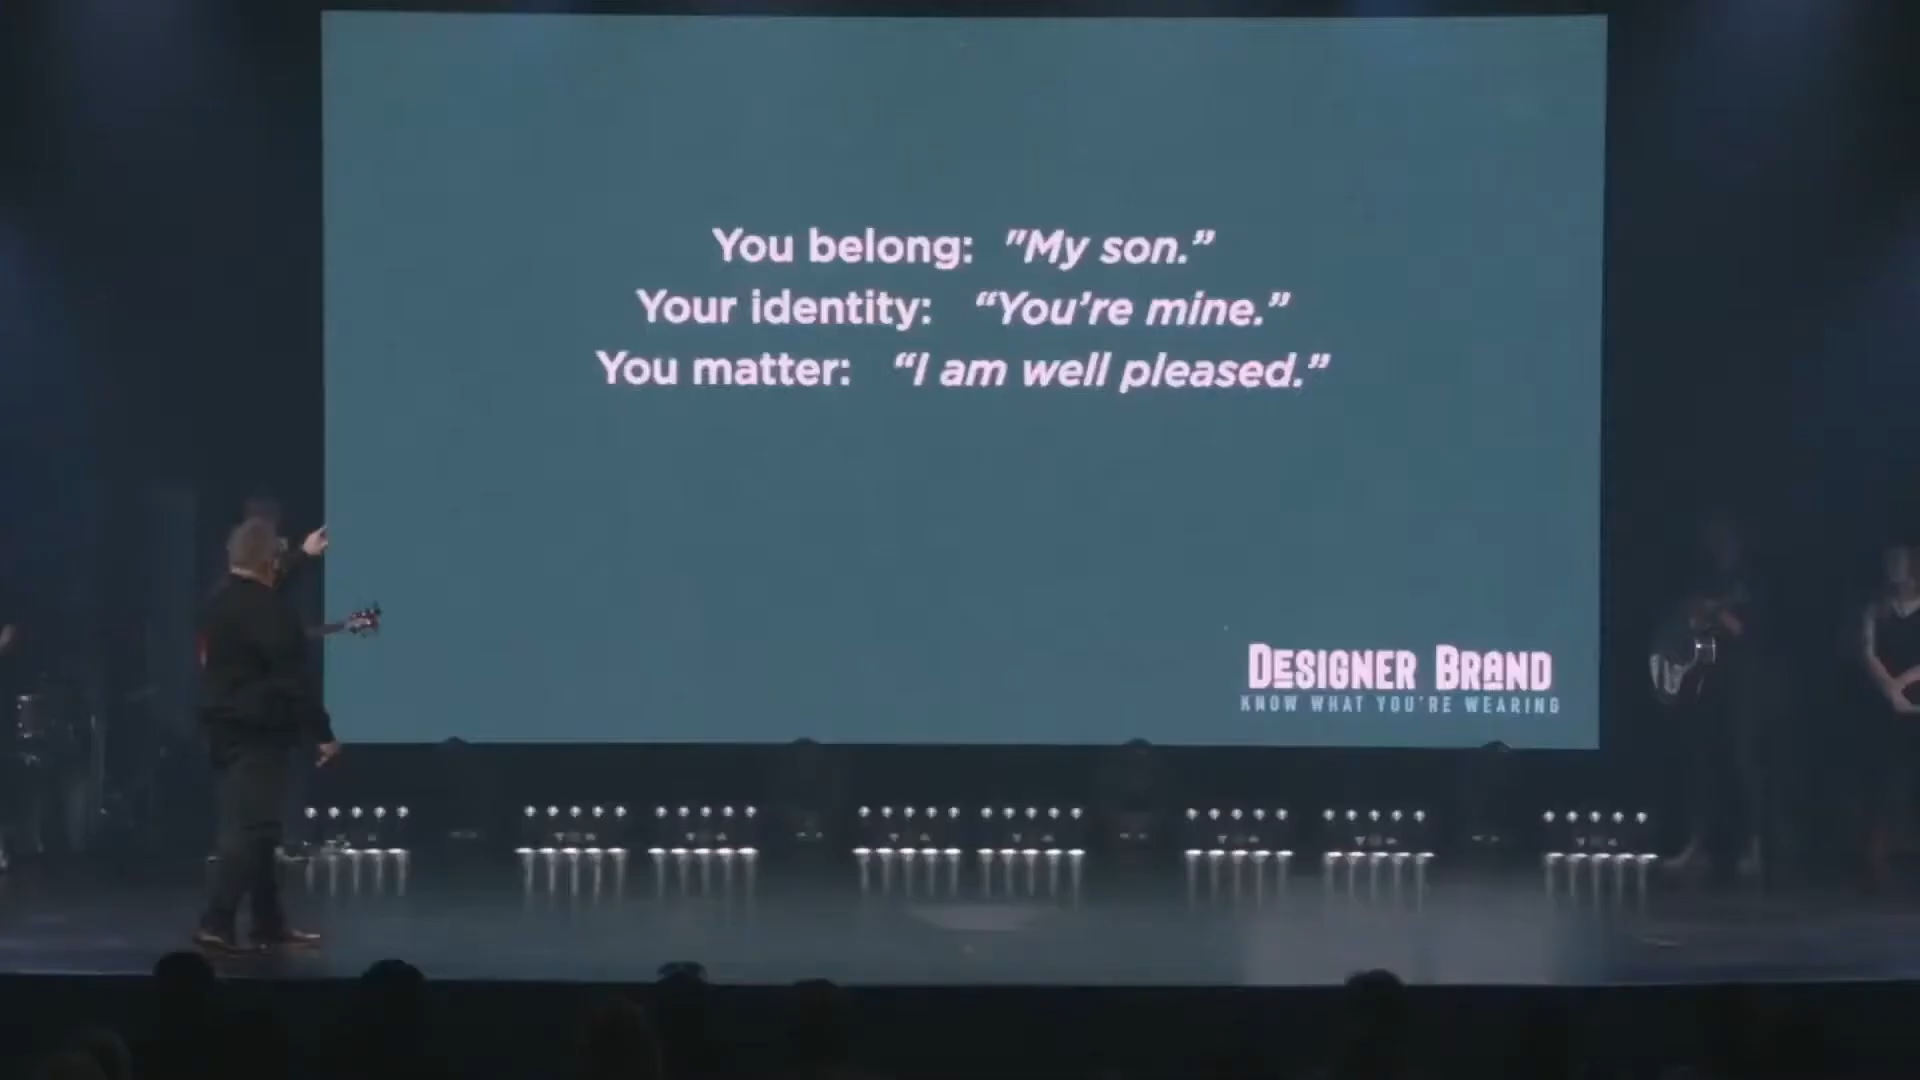 You belong: "My son.”
Your identity: “You’re mine.”
You matter: “I am well pleased.”
DESIGNER BRAND
KNOW WHAT YOU'RE WEARING